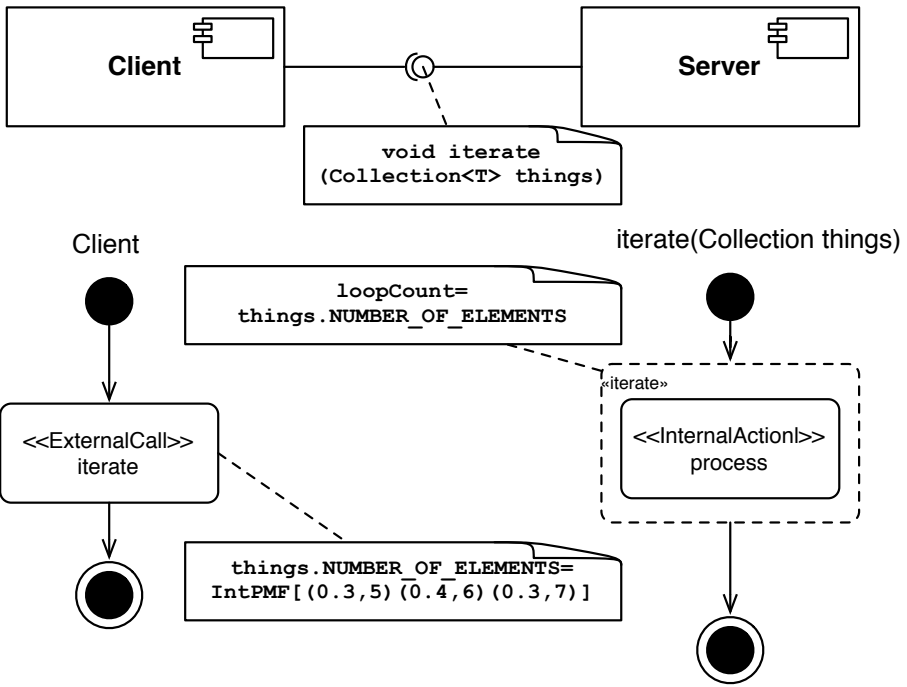 Client
Server
void iterate
(Collection<T> things)
Client
iterate(Collection things)
loopCount=
things.NUMBER_OF_ELEMENTS
«iterate»
<<ExternalCall>>
iterate
<<InternalActionl>>
process
things.NUMBER_OF_ELEMENTS=
IntPMF[(0.3,5)(0.4,6)(0.3,7)]